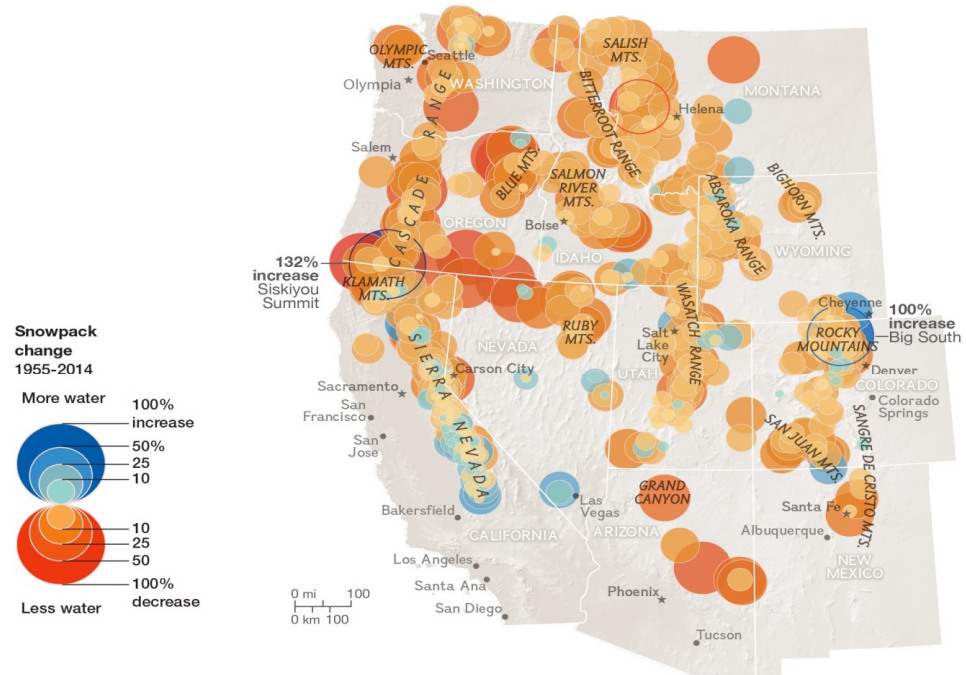 OLYMPIC
MTS.
Seattle
Olympia
WASHINGTON
SALISH
MTS.
MONTANA
BITTERROOT RANGE
Helena
CASCADE RANGE
Salem
BLUE MTS.
SALMON
RIVER
MTS.
Boise
OREGON
IDAHO
ABSAROKA RANGE
BIGHORN MTS.
WYOMING
132%
increase
Siskiyou
Summit
KLAMATH
MTS.
Cheyenne
100%
increase
Big South
ROCKY
MOUNTAINS
Denver
COLORADO
Colorado
Springs
RUBY
MTS.
NEVADA
Salt
Lake
City
UTAH
WASATCH RANGE
SIERRA NEVADA
Carson City
Sacramento
San
Francisco
San
Jose
SAN JUAN MTS.
SANGRE DE CRISTO MTS.
Bakersfield
CALIFORNIA
Las
Vegas
GRAND
CANYON
ARIZONA
Santa Fe
Albuquerque
NEW
MEXICO
Los Angeles
Santa Ana
San Diego
Phoenix
Tucson
0 mi 100
0 km 100
Snowpack
change
1955-2014
More water
100%
increase
50%
25
10
10
25
50
100%
decrease
Less water